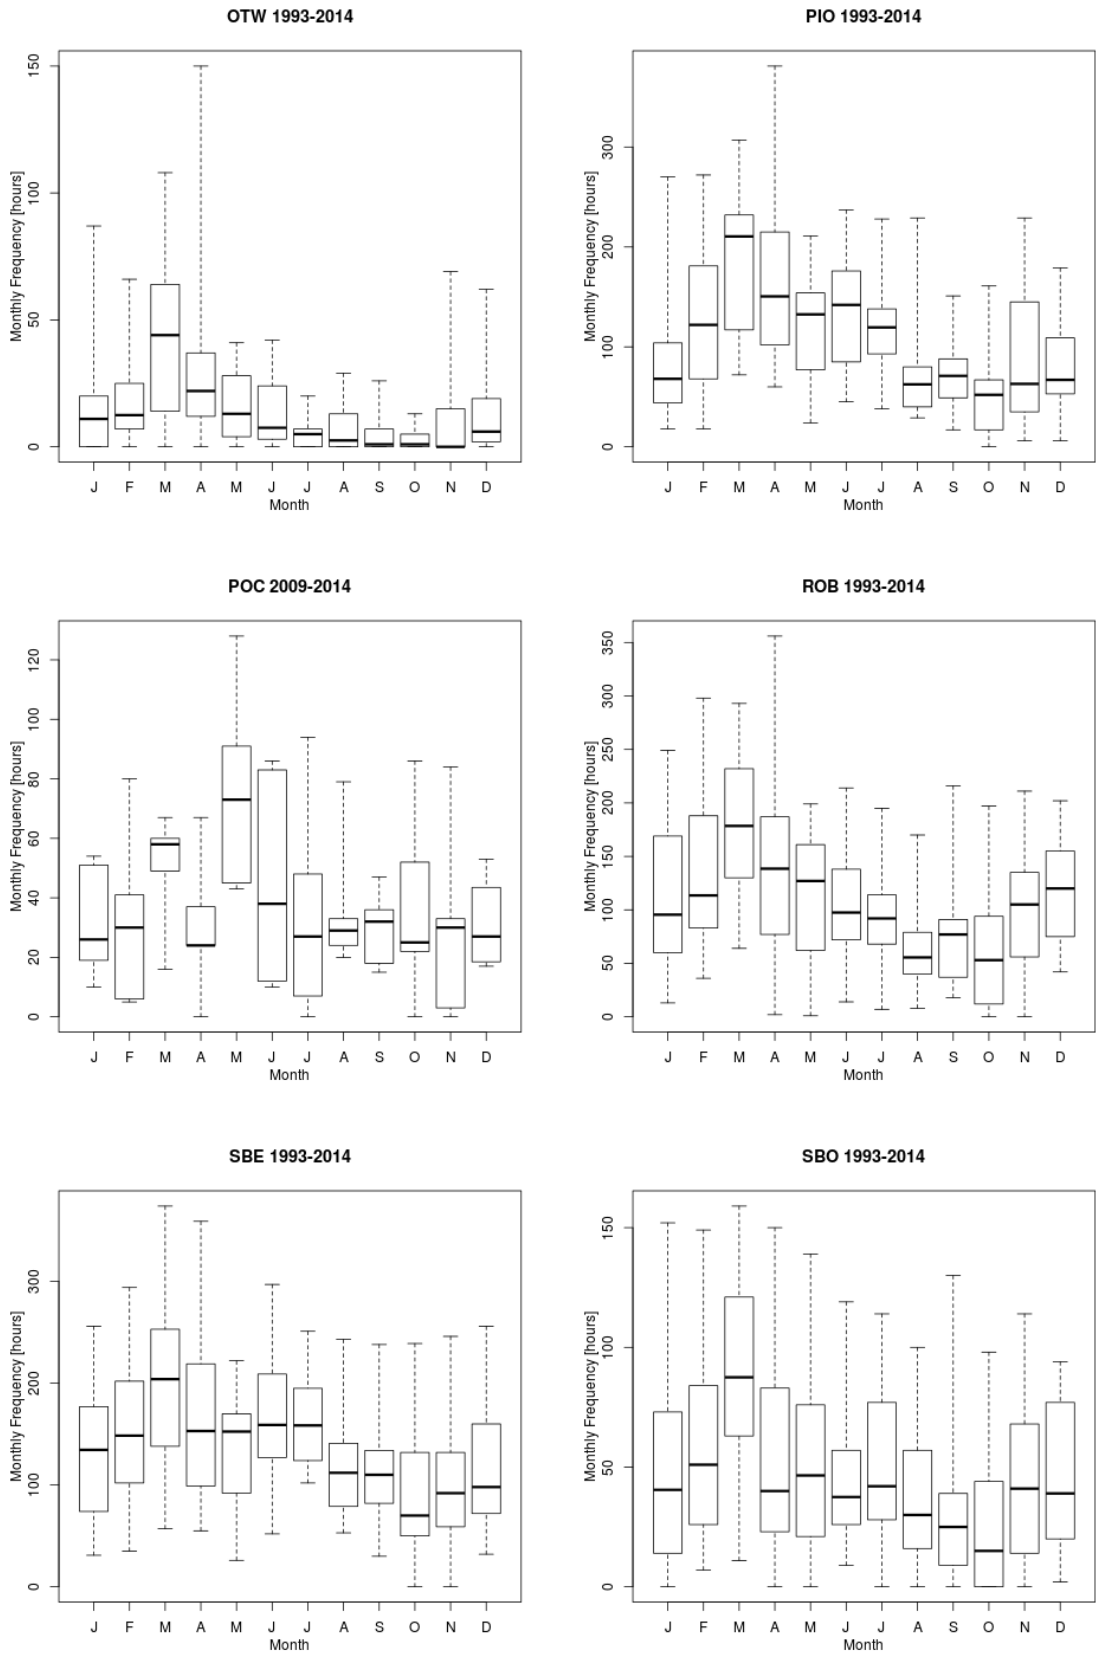 OTW 1993-2014
Monthly Frequency [hours]
150
100
50
0
J F M A M J J A S O N D
Month
PIO 1993-2014
Monthly Frequency [hours]
300
200
100
0
J F M A M J J A S O N D
Month
POC 2009-2014
Monthly Frequency [hours]
120
100
80
60
40
20
0
J F M A M J J A S O N D
Month
ROB 1993-2014
Monthly Frequency [hours]
350
300
250
200
150
100
50
0
J F M A M J J A S O N D
Month
SBE 1993-2014
Monthly Frequency [hours]
300
200
100
0
J F M A M J J A S O N D
Month
SBO 1993-2014
Monthly Frequency [hours]
150
100
50
0
J F M A M J J A S O N D
Month